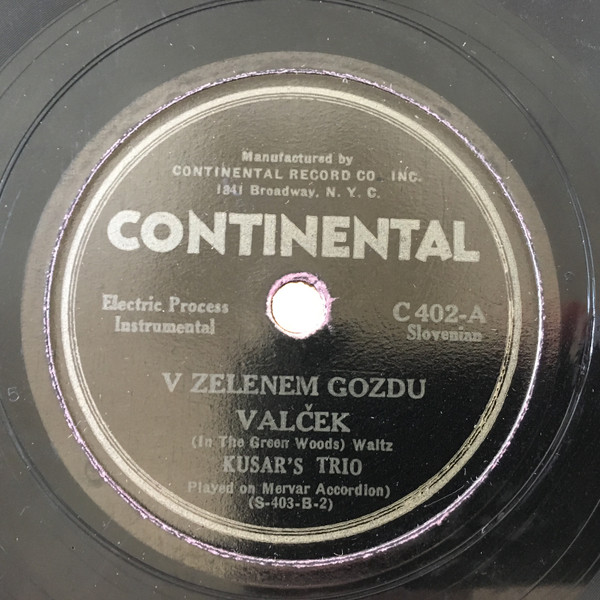 Manufactured by
CONTINENTAL RECORD CO. INC.
1841 Broadway, N. Y. C.
CONTINENTAL
Electric Process
Instrumental
C 402-A
Slovenian
V ZELENEM GOZDU
VALČEK
(In The Green Woods) Waltz
KUSAR'S TRIO
Played on Mervar Accordion)
(S-403-B-2)
5